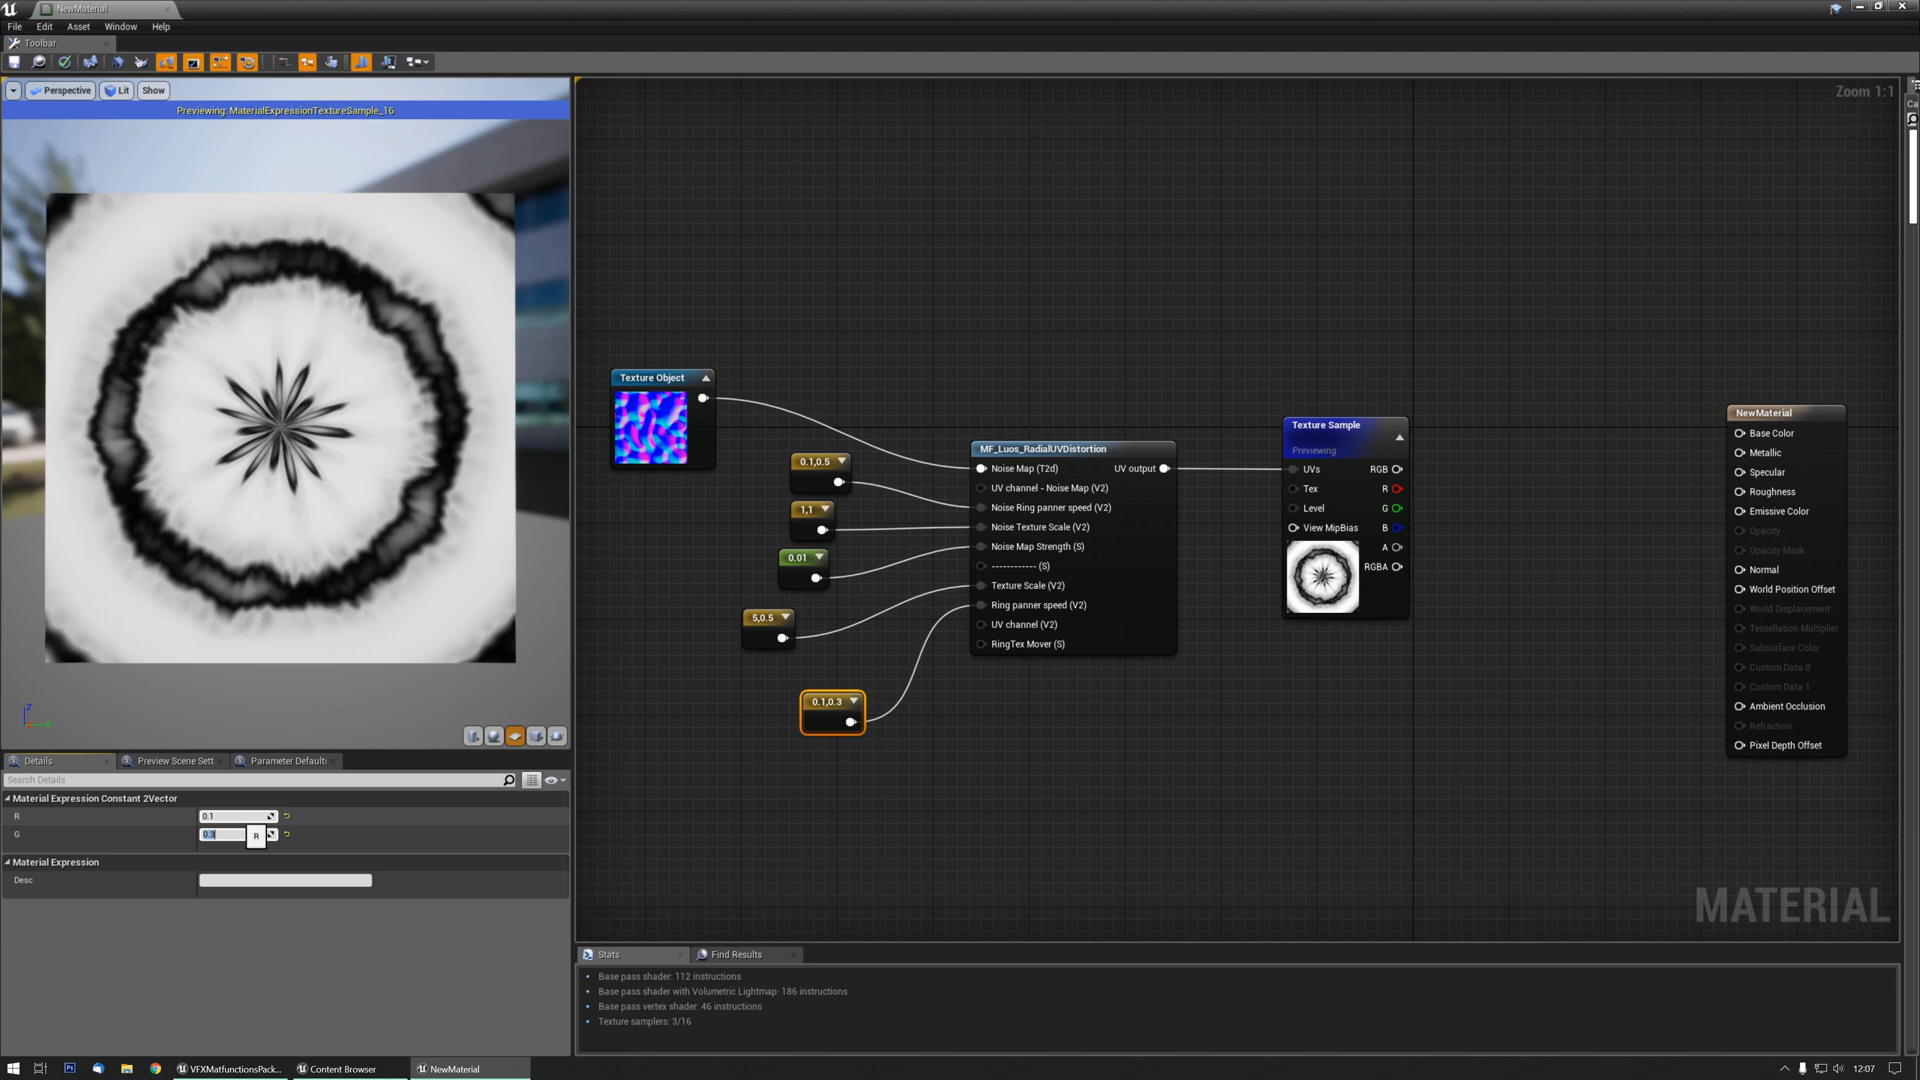 NewMaterial
File Edit Asset Window Help
Toolbar
Perspective Lit Show
Previewing: MaterialExpressionTextureSample_16
Zoom 1:1
Ca
Texture Object
0.1,0.5
1,1
0.01
5,0.5
0.1,0.3
MF_Luos_RadialUVDistortion
Noise Map (T2d) UV output
UV channel - Noise Map (V2)
Noise Ring panner speed (V2)
Noise Texture Scale (V2)
Noise Map Strength (S)
------------ (S)
Texture Scale (V2)
Ring panner speed (V2)
UV channel (V2)
RingTex Mover (S)
Texture Sample
Previewing
UVs RGB
Tex R
Level G
View MipBias B
A
RGBA
NewMaterial
Base Color
Metallic
Specular
Roughness
Emissive Color
Opacity
Opacity Mask
Normal
World Position Offset
World Displacement
Tessellation Multiplier
Subsurface Color
Custom Data 0
Custom Data 1
Ambient Occlusion
Refraction
Pixel Depth Offset
MATERIAL
Z
Y
Details Preview Scene Sett Parameter Default
Search Details
Material Expression Constant 2Vector
R 0.1
G 0.3
R
Material Expression
Desc
Stats Find Results
Base pass shader: 112 instructions
Base pass shader with Volumetric Lightmap: 186 instructions
Base pass vertex shader: 46 instructions
Texture samplers: 3/16
VFXMatfunctionsPack... Content Browser NewMaterial 12:07